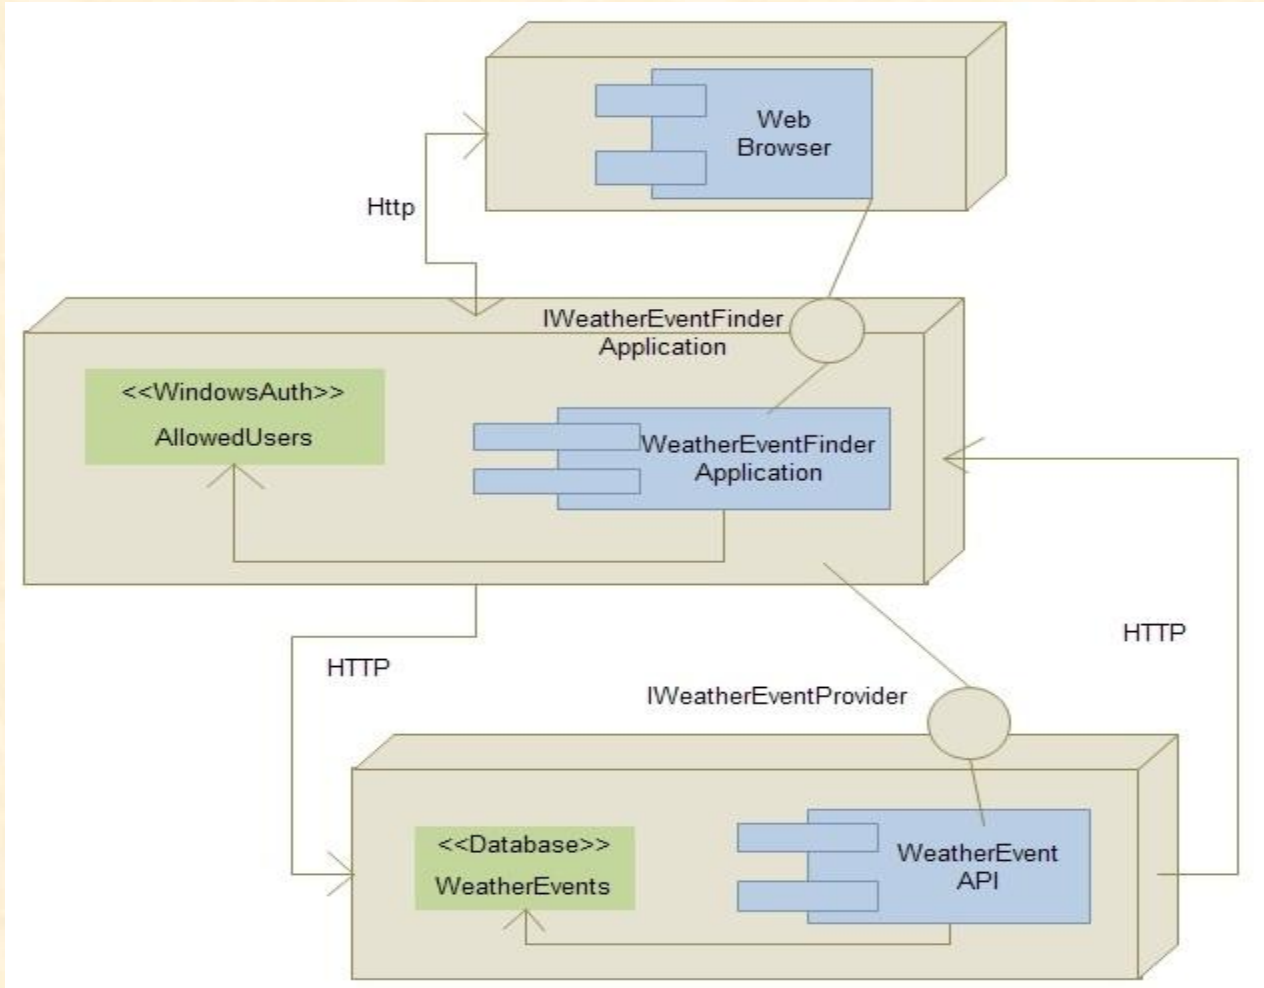 Web
Browser
Http
IWeatherEventFinder
Application
<<WindowsAuth>>
AllowedUsers
WeatherEventFinder
Application
HTTP
HTTP
IWeatherEventProvider
<<Database>>
WeatherEvents
WeatherEvent
API